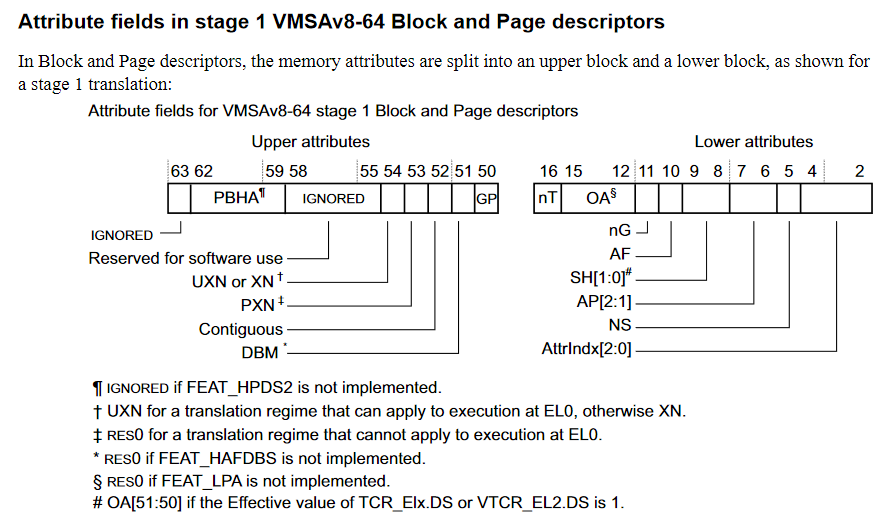 Attribute fields in stage 1 VMSAv8-64 Block and Page descriptors
In Block and Page descriptors, the memory attributes are split into an upper block and a lower block, as shown for
a stage 1 translation:
Attribute fields for VMSAv8-64 stage 1 Block and Page descriptors
Upper attributes Lower attributes
63 62 59 58 55 54 53 52 51 50 16 15 12 11 10 9 8 7 6 5 4 2
PBHA¶ IGNORED GP nT OA§
IGNORED nG
Reserved for software use AF
UXN or XN† SH[1:0]#
PXN‡ AP[2:1]
Contiguous NS
DBM * AttrIndx[2:0]
¶ IGNORED if FEAT_HPDS2 is not implemented.
† UXN for a translation regime that can apply to execution at EL0, otherwise XN.
‡ RES0 for a translation regime that cannot apply to execution at EL0.
* RES0 if FEAT_HAFDBS is not implemented.
§ RES0 if FEAT_LPA is not implemented.
# OA[51:50] if the Effective value of TCR_Elx.DS or VTCR_EL2.DS is 1.